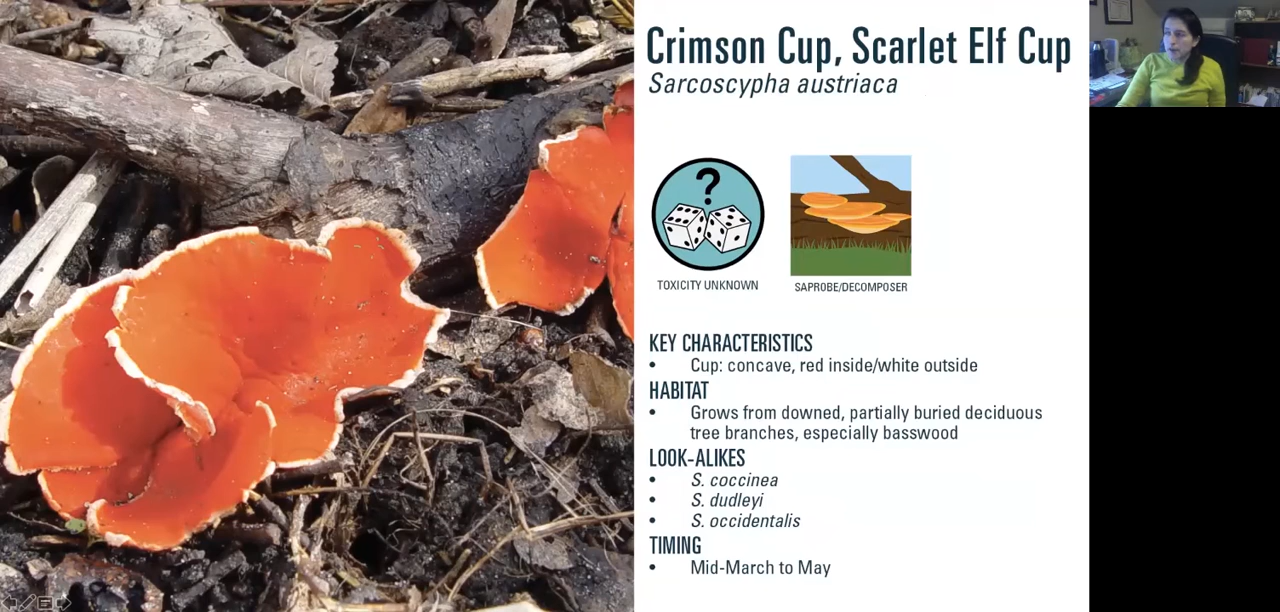 Crimson Cup, Scarlet Elf Cup
Sarcoscypha austriaca
?
TOXICITY UNKNOWN
SAPROBE/DECOMPOSER
KEY CHARACTERISTICS
• Cup: concave, red inside/white outside
HABITAT
• Grows from downed, partially buried deciduous
tree branches, especially basswood
LOOK-ALIKES
• S. coccinea
• S. dudleyi
• S. occidentalis
TIMING
• Mid-March to May